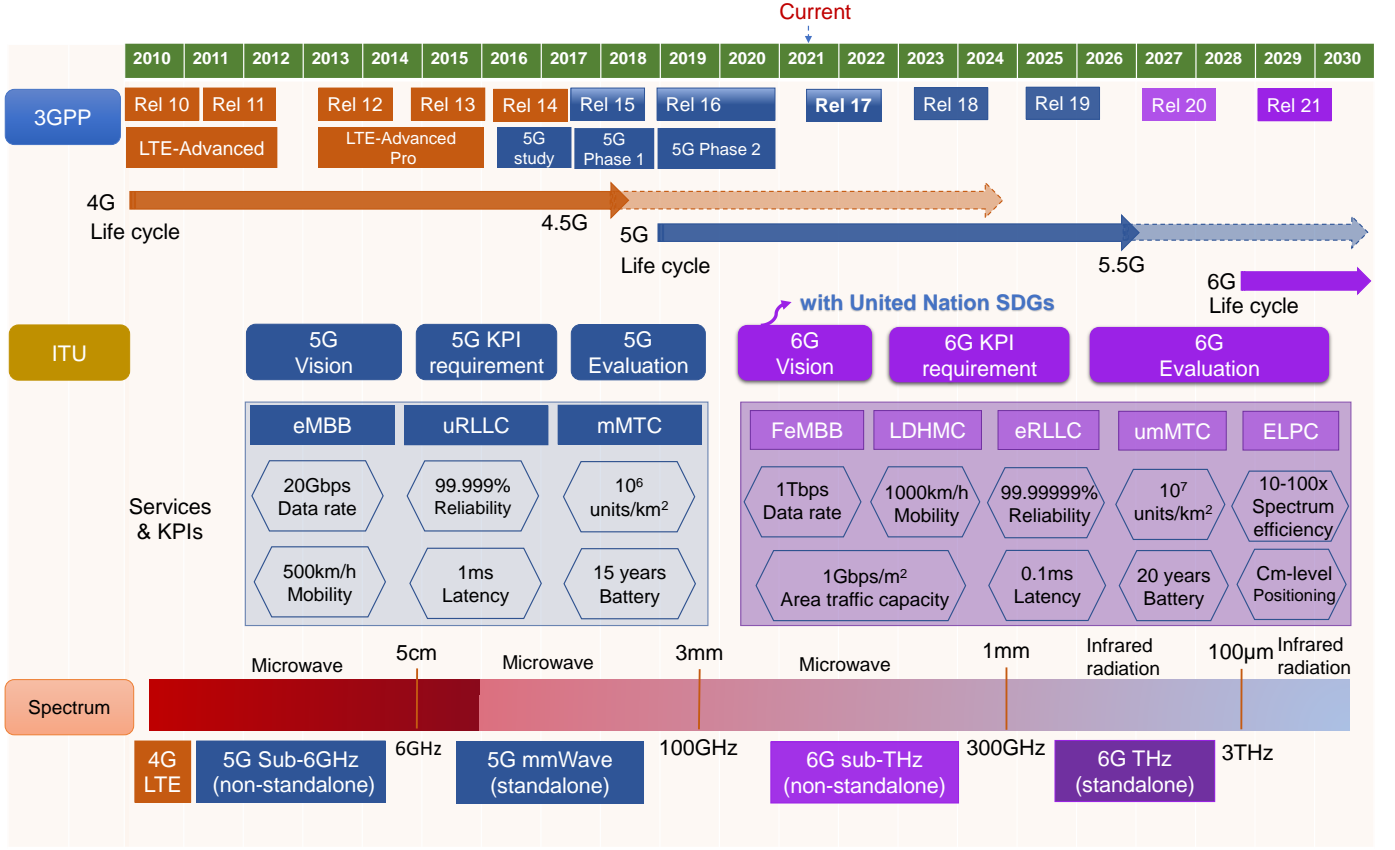 Current
2010 2011 2012 2013 2014 2015 2016 2017 2018 2019 2020 2021 2022 2023 2024 2025 2026 2027 2028 2029 2030
3GPP
Rel 10 Rel 11 Rel 12 Rel 13 Rel 14 Rel 15 Rel 16 Rel 17 Rel 18 Rel 19 Rel 20 Rel 21
LTE-Advanced
LTE-Advanced
Pro
5G
study
5G
Phase 1
5G Phase 2
4G
Life cycle
4.5G
5G
Life cycle
5.5G
6G
Life cycle
with United Nation SDGs
ITU
5G
Vision
5G KPI
requirement
5G
Evaluation
6G
Vision
6G KPI
requirement
6G
Evaluation
Services
& KPIs
eMBB uRLLC mMTC
20Gbps
Data rate
99.999%
Reliability
10⁶
units/km²
500km/h
Mobility
1ms
Latency
15 years
Battery
FeMBB LDHMC eRLLC umMTC ELPC
1Tbps
Data rate
1000km/h
Mobility
99.99999%
Reliability
10⁷
units/km²
10-100x
Spectrum
efficiency
1Gbps/m²
Area traffic capacity
0.1ms
Latency
20 years
Battery
Cm-level
Positioning
Spectrum
Microwave
5cm
Microwave
3mm
Microwave
1mm
Infrared
radiation
100μm
Infrared
radiation
6GHz
100GHz
300GHz
3THz
4G
LTE
5G Sub-6GHz
(non-standalone)
5G mmWave
(standalone)
6G sub-THz
(non-standalone)
6G THz
(standalone)